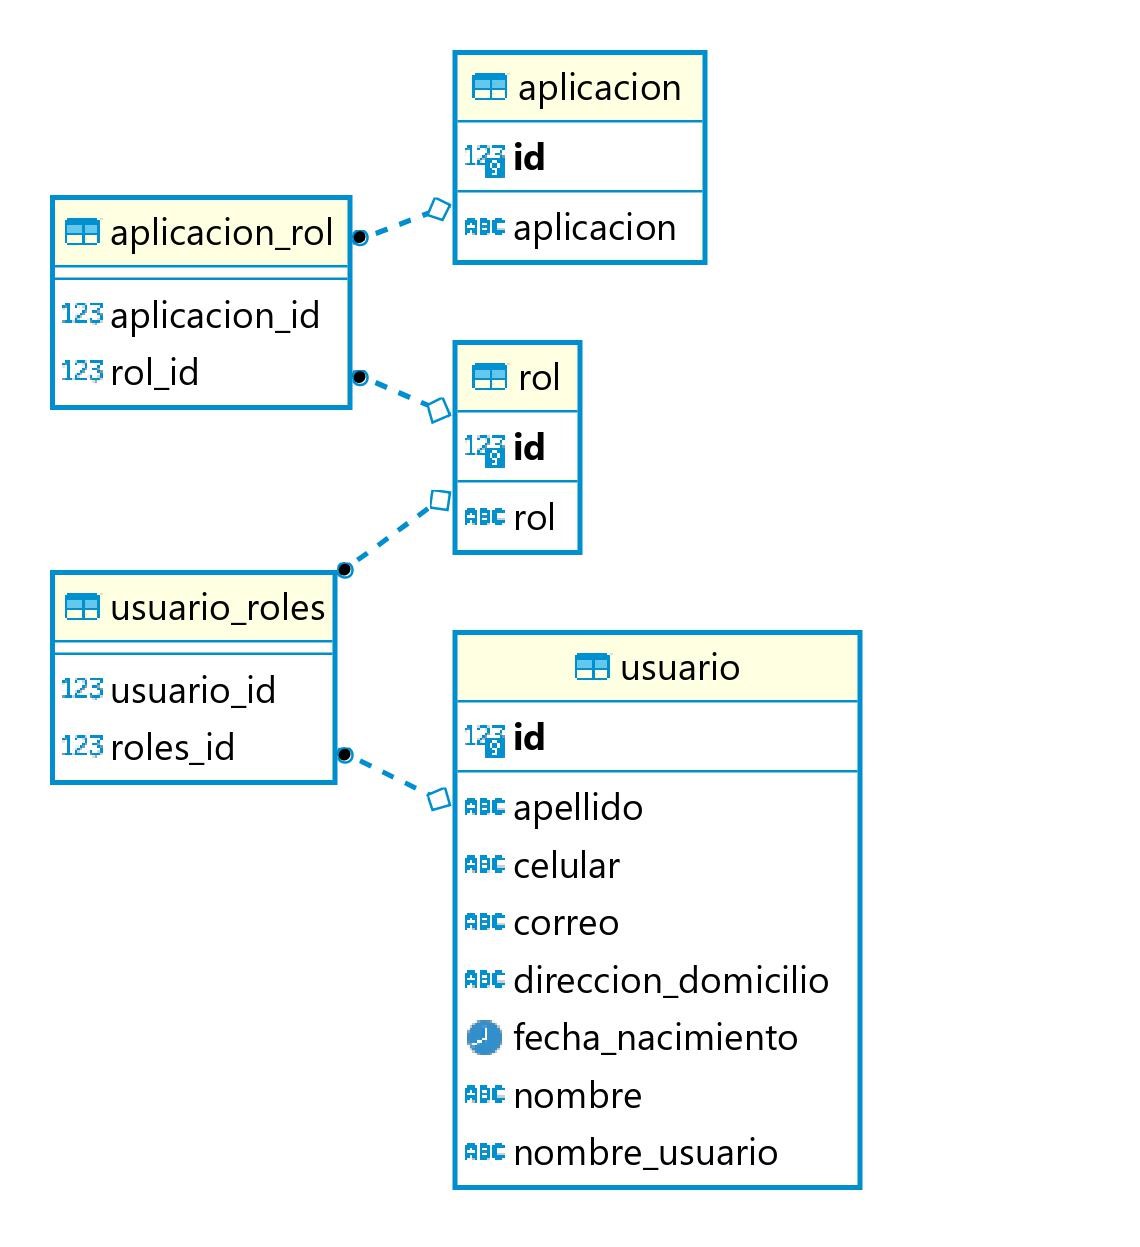 aplicacion
123 id
ABC aplicacion
aplicacion_rol
123 aplicacion_id
123 rol_id
rol
123 id
ABC rol
usuario_roles
123 usuario_id
123 roles_id
usuario
123 id
ABC apellido
ABC celular
ABC correo
ABC direccion_domicilio
fecha_nacimiento
ABC nombre
ABC nombre_usuario